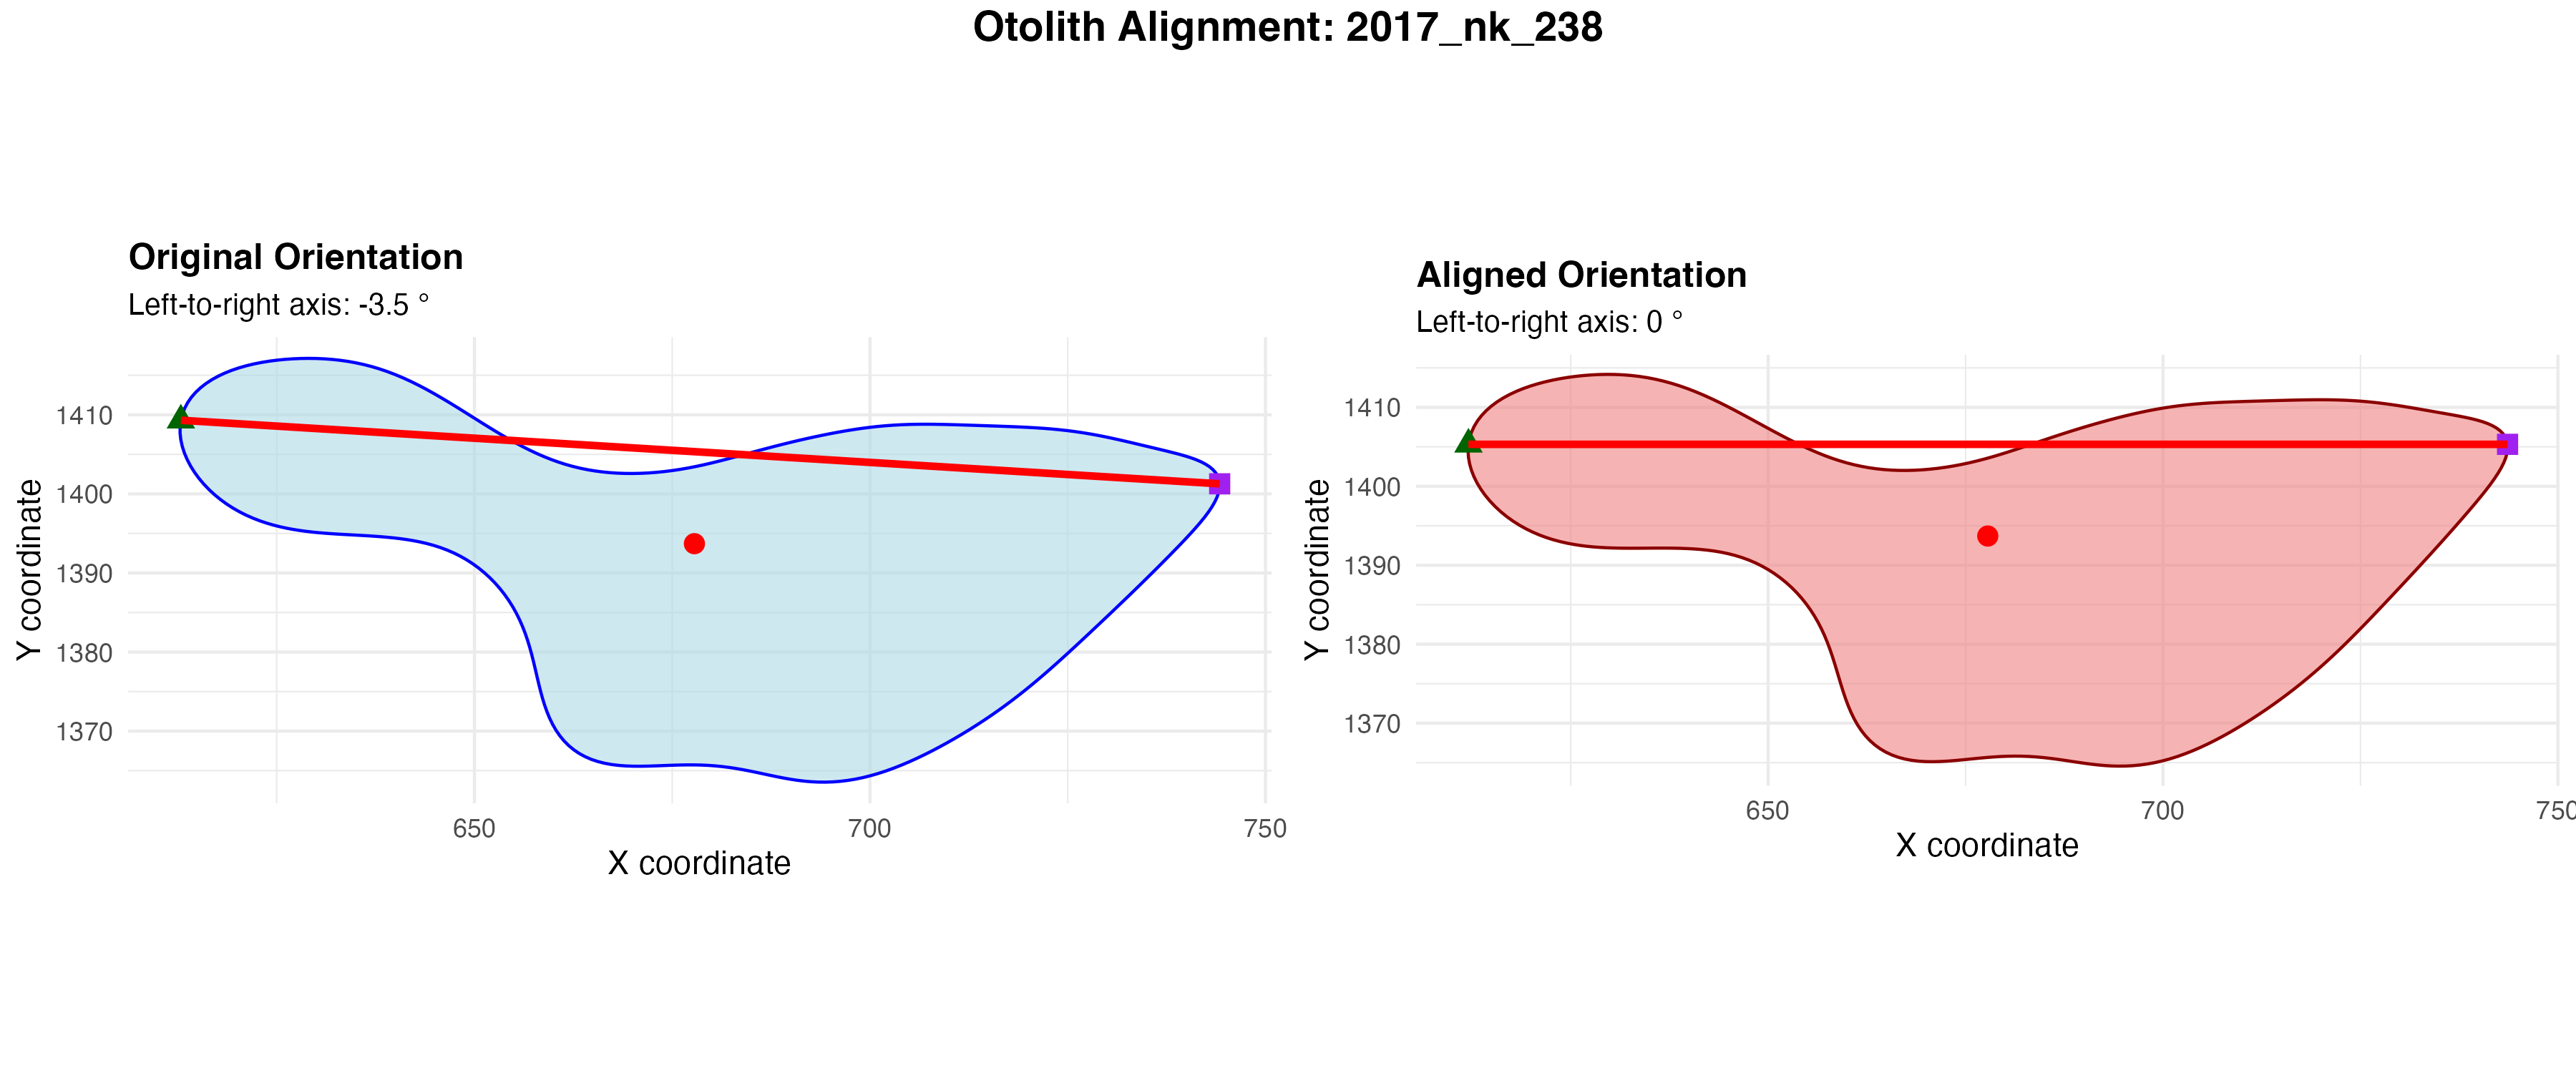 Otolith Alignment: 2017_nk_238
Original Orientation
Left-to-right axis: -3.5 °
1410
1400
1390
1380
1370
Y coordinate
650
700
750
X coordinate
Aligned Orientation
Left-to-right axis: 0 °
1410
1400
1390
1380
1370
Y coordinate
650
700
750
X coordinate